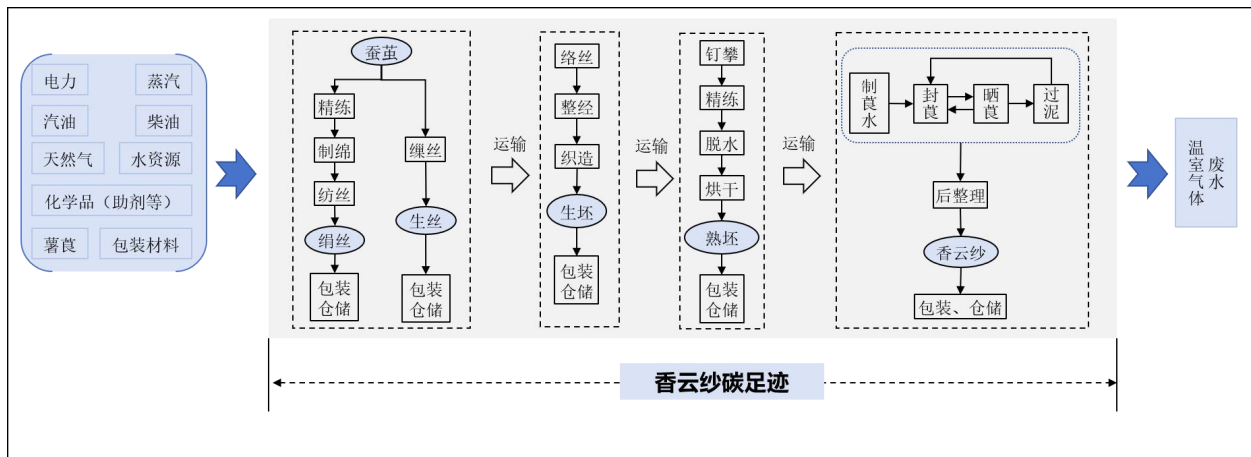 电力
蒸汽
汽油
柴油
天然气
水资源
化学品（助剂等）
薯莨
包装材料
蚕茧
精练
制绵
纺丝
绢丝
包装
仓储
缫丝
生丝
包装
仓储
运输
络丝
整经
织造
生坯
包装
仓储
运输
钉攀
精练
脱水
烘干
熟坯
包装
仓储
运输
制莨水
封莨
晒莨
过泥
后整理
香云纱
包装、仓储
温室气体
废水
香云纱碳足迹